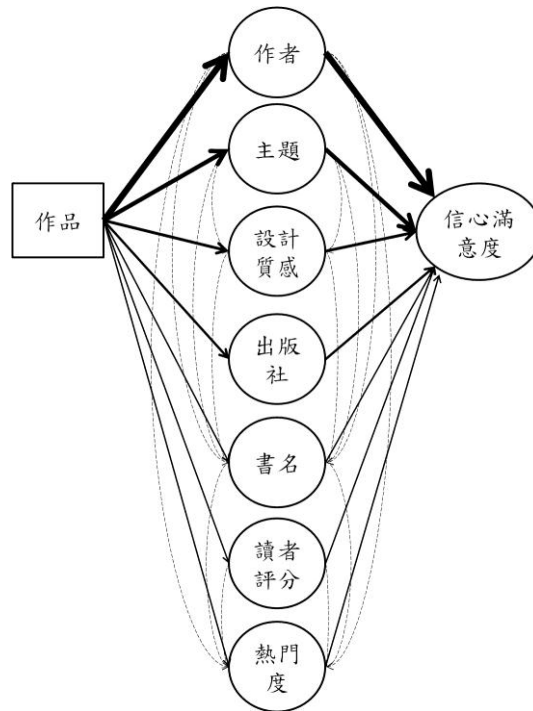 作者
主題
作品
設計
質感
信心滿
意度
出版
社
書名
讀者
評分
熱門
度